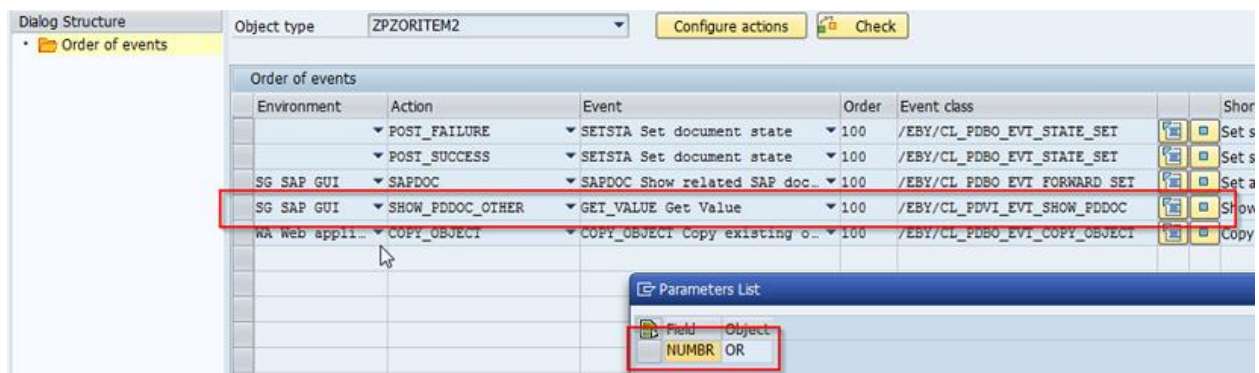 Dialog Structure
Object type ZPZORITEM2 Configure actions Check
Order of events
Order of events
Environment Action Event Order Event class Shor
POST_FAILURE SETSTA Set document state 100 /EBY/CL_PDBO_EVT_STATE_SET Set s
POST_SUCCESS SETSTA Set document state 100 /EBY/CL_PDBO_EVT_STATE_SET Set s
SG SAP GUI SAPDOC SAPDOC Show related SAP doc... 100 /EBY/CL_PDBO_EVT_FORWARD_SET Set a
SG SAP GUI SHOW_PDDOC_OTHER GET_VALUE Get Value 100 /EBY/CL_PDVI_EVT_SHOW_PDDOC Show
WA Web appli... COPY_OBJECT COPY_OBJECT Copy existing o... 100 /EBY/CL_PDBO_EVT_COPY_OBJECT Copy
Parameters List
Field Object
NUMBR OR